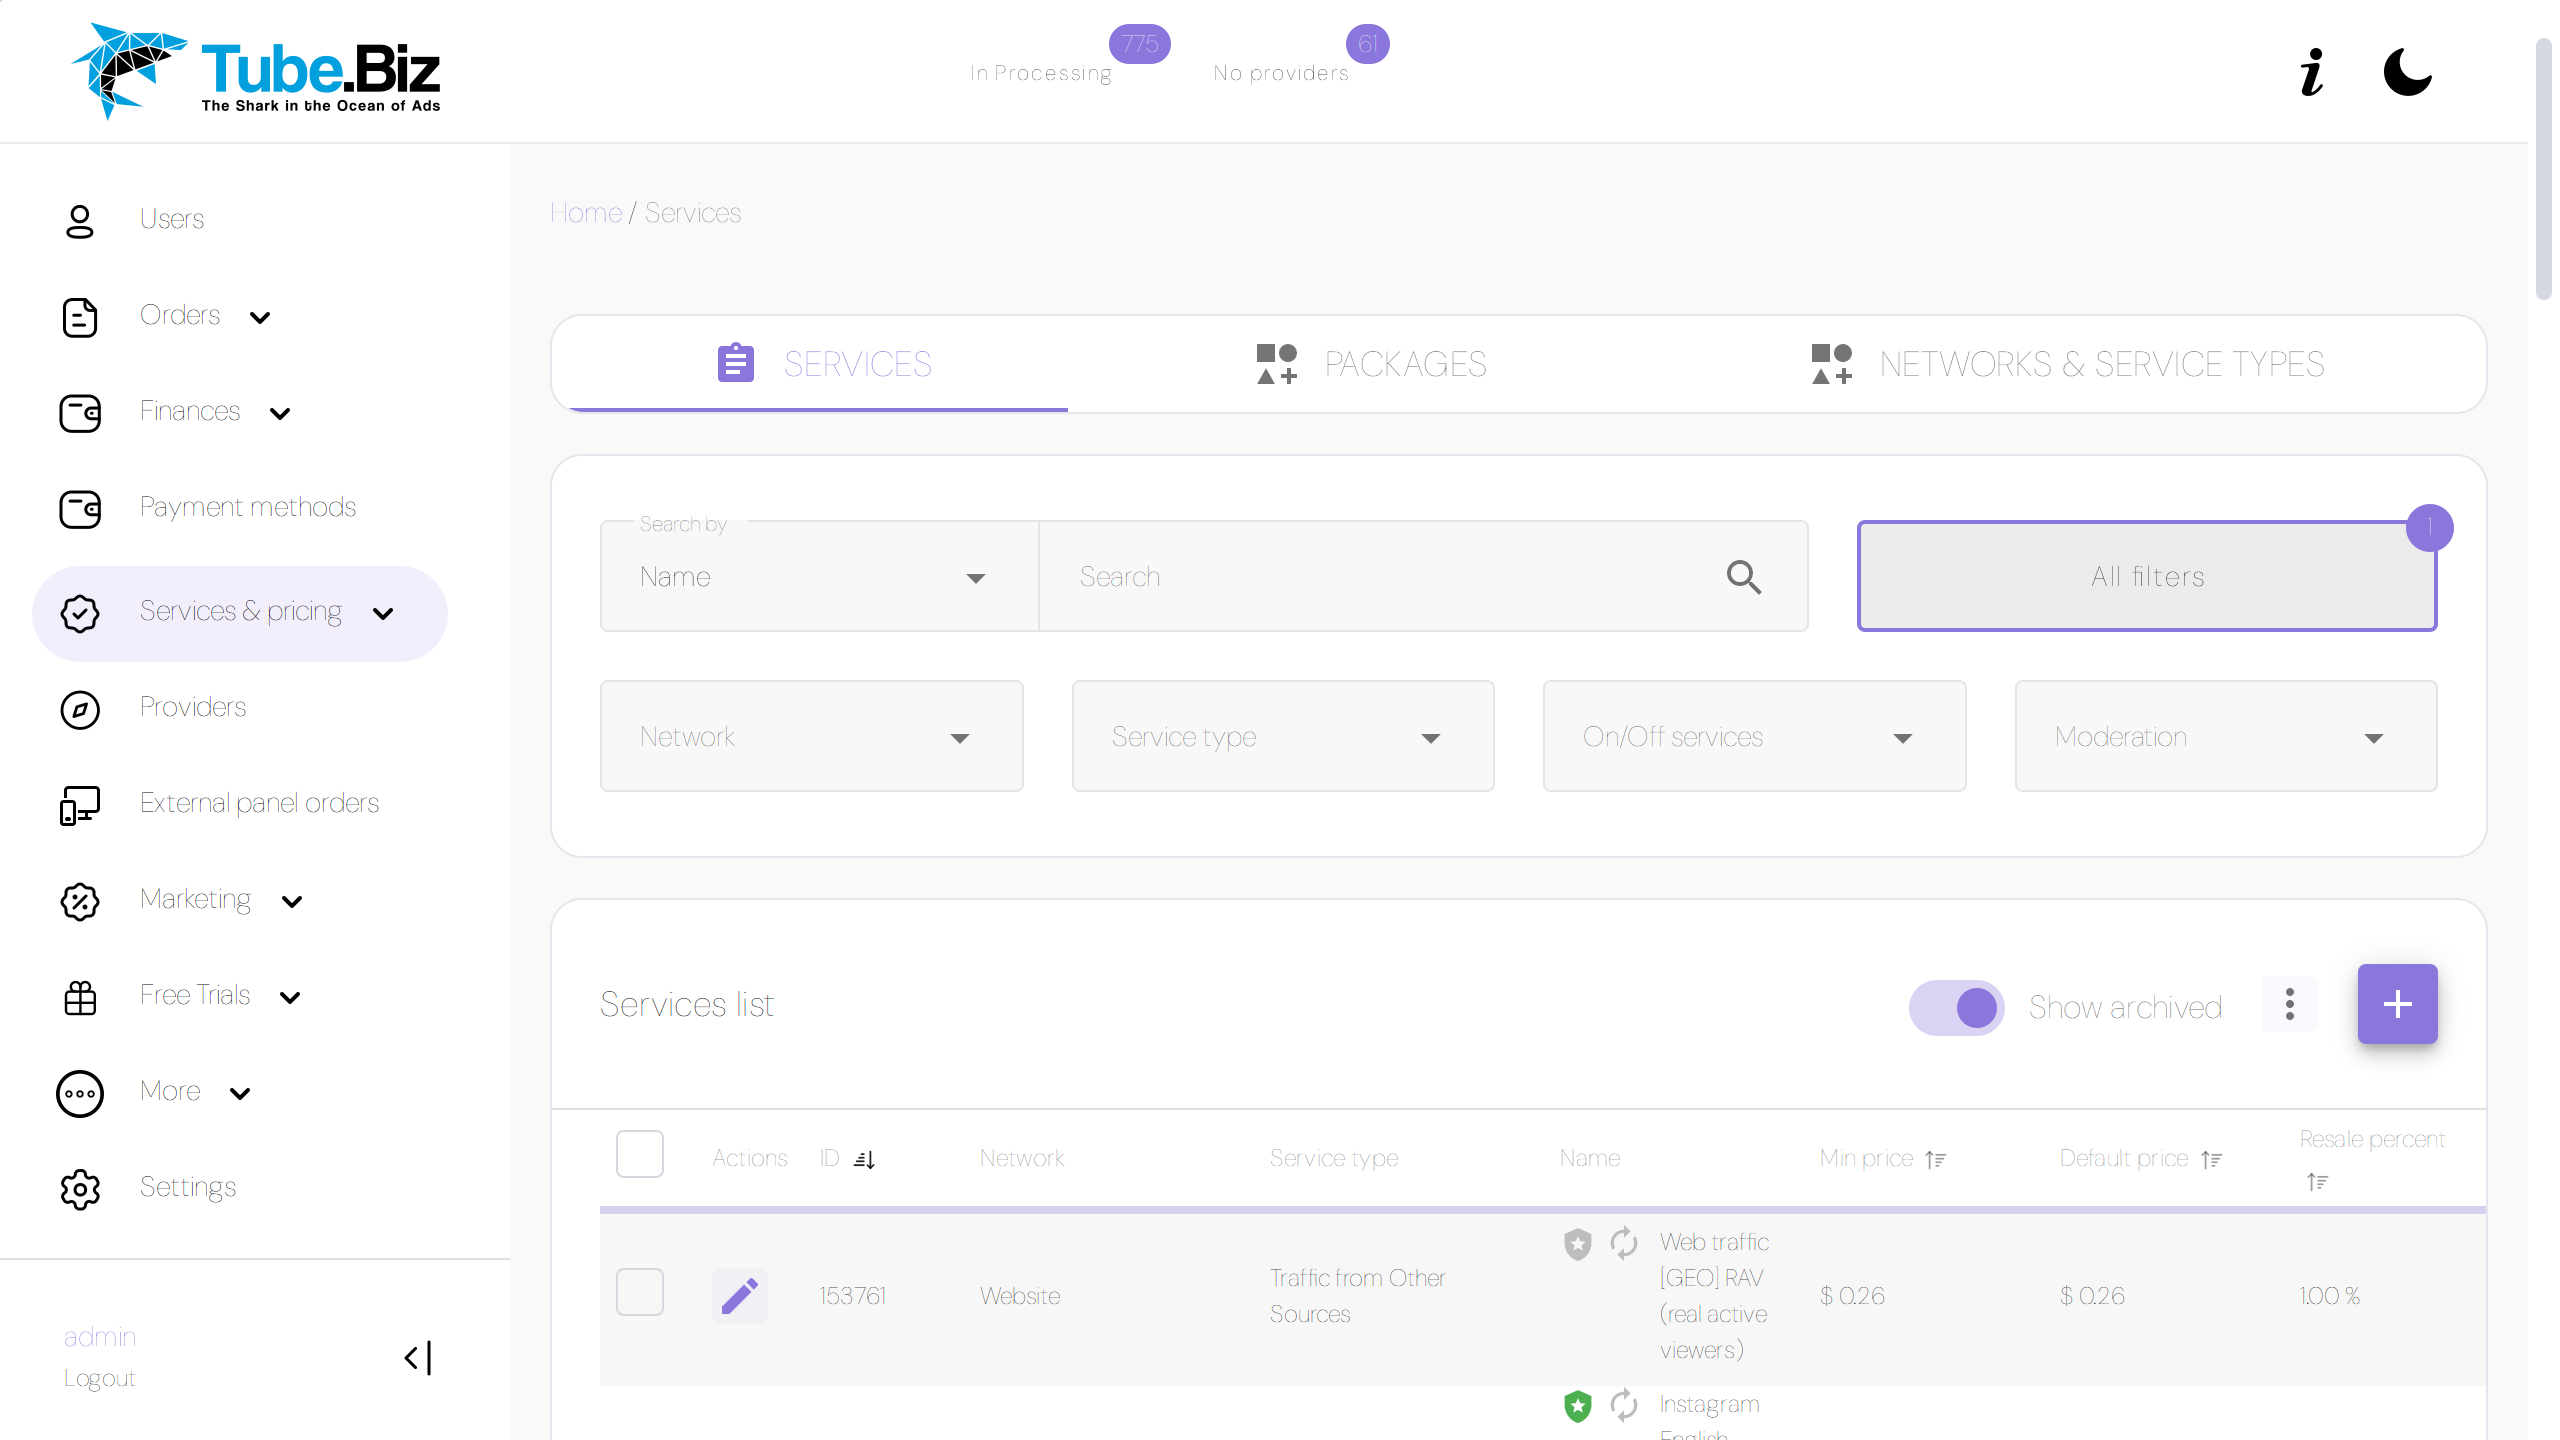 Tube.Biz
The Shark in the Ocean of Ads
In Processing
775
No providers
61
Users
Orders
Finances
Payment methods
Services & pricing
Providers
External panel orders
Marketing
Free Trials
More
Settings
admin
Logout
Home / Services
SERVICES
PACKAGES
NETWORKS & SERVICE TYPES
Search by
Name
Search
All filters
1
Network
Service type
On/Off services
Moderation
Services list
Show archived
Actions
ID
Network
Service type
Name
Min price
Default price
Resale percent
153761
Website
Traffic from Other
Sources
Web traffic
[GEO] RAV
(real active
viewers)
$ 0.26
$ 0.26
1.00 %
Instagram
English